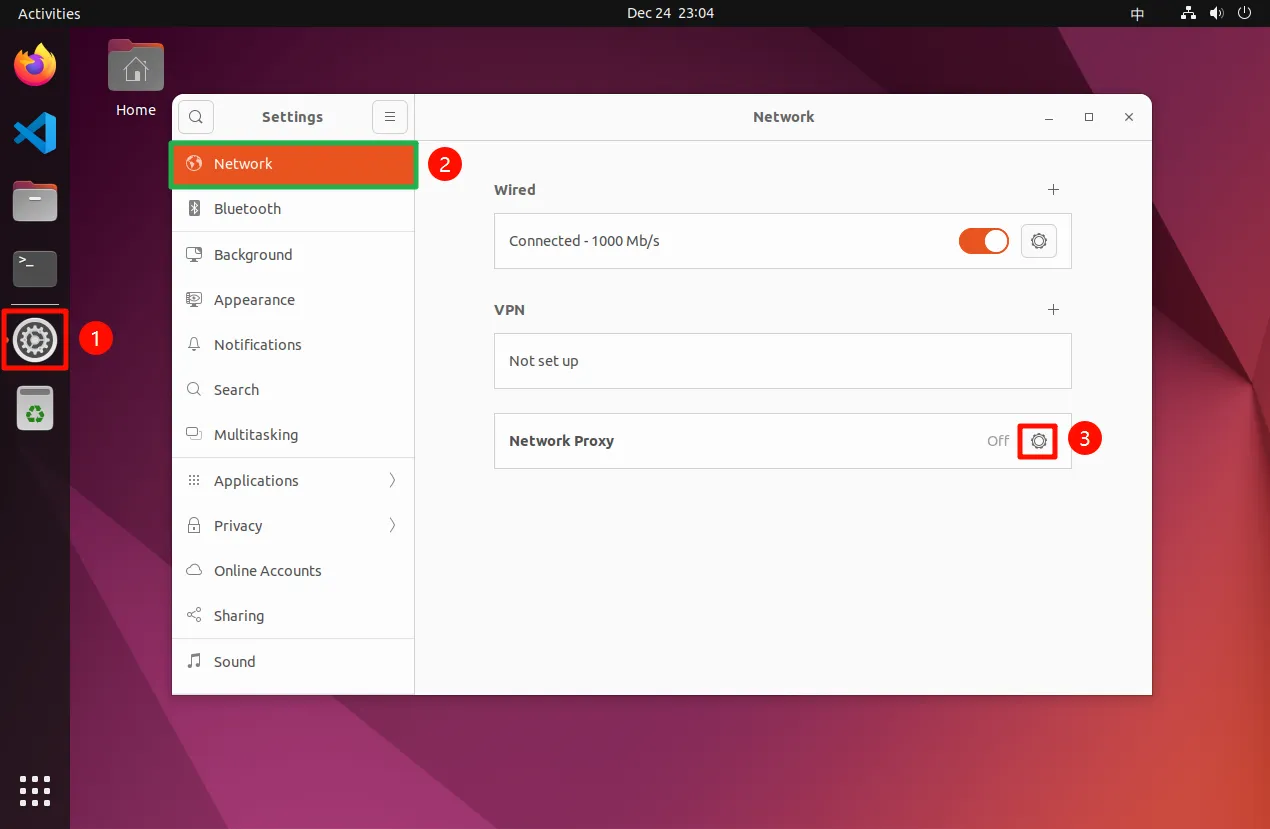 Activities
Dec 24 23:04
中
Home
Settings
Network
Network
2
Bluetooth
Background
Appearance
Notifications
Search
Multitasking
Applications
Privacy
Online Accounts
Sharing
Sound
Wired
Connected - 1000 Mb/s
VPN
Not set up
Network Proxy
Off
3
>_
1